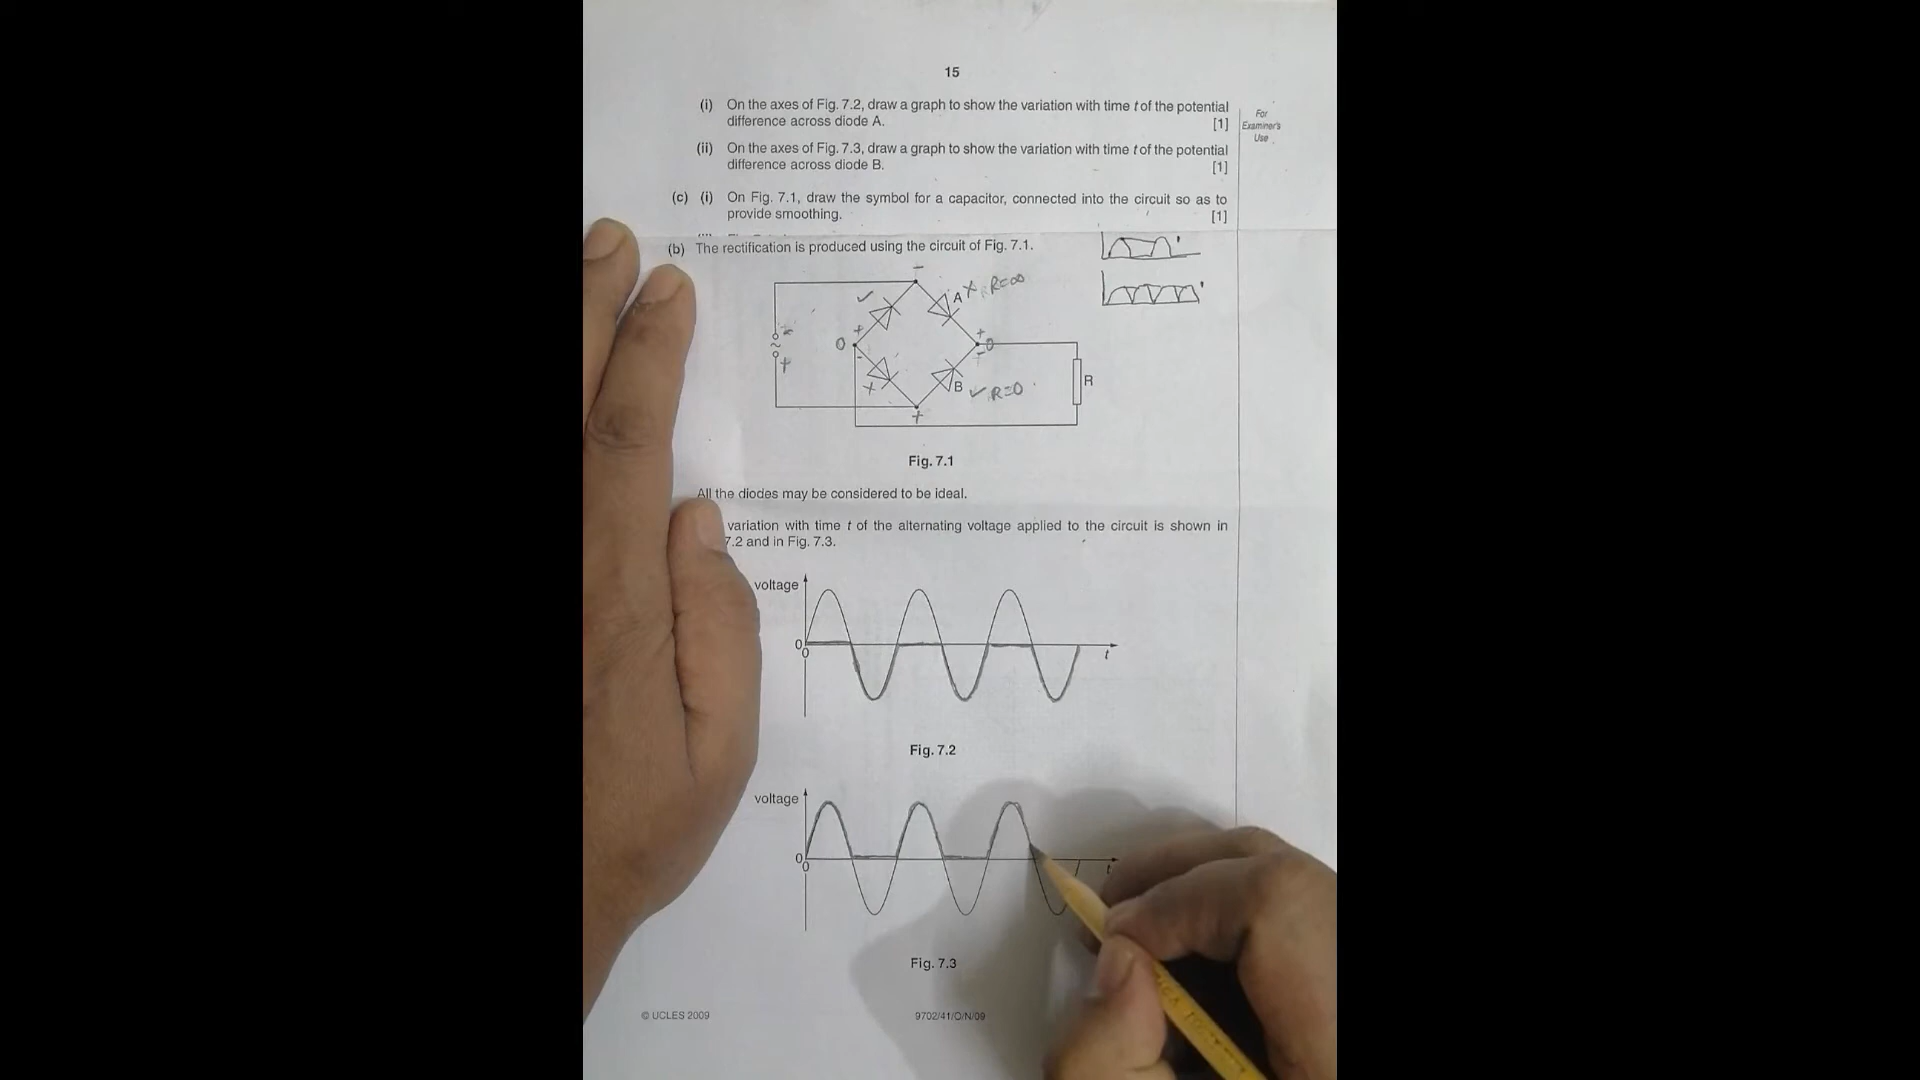 15
(i) On the axes of Fig. 7.2, draw a graph to show the variation with time t of the potential
difference across diode A. [1]
For
Examiner's
Use
(ii) On the axes of Fig. 7.3, draw a graph to show the variation with time t of the potential
difference across diode B. [1]
(c) (i) On Fig. 7.1, draw the symbol for a capacitor, connected into the circuit so as to
provide smoothing. [1]
(b) The rectification is produced using the circuit of Fig. 7.1.
A X R=∞
0
0
B ✓ R=0
R
Fig. 7.1
All the diodes may be considered to be ideal.
variation with time t of the alternating voltage applied to the circuit is shown in
7.2 and in Fig. 7.3.
voltage
0
0
t
Fig. 7.2
voltage
0
0
t
Fig. 7.3
© UCLES 2009
9702/41/O/N/09